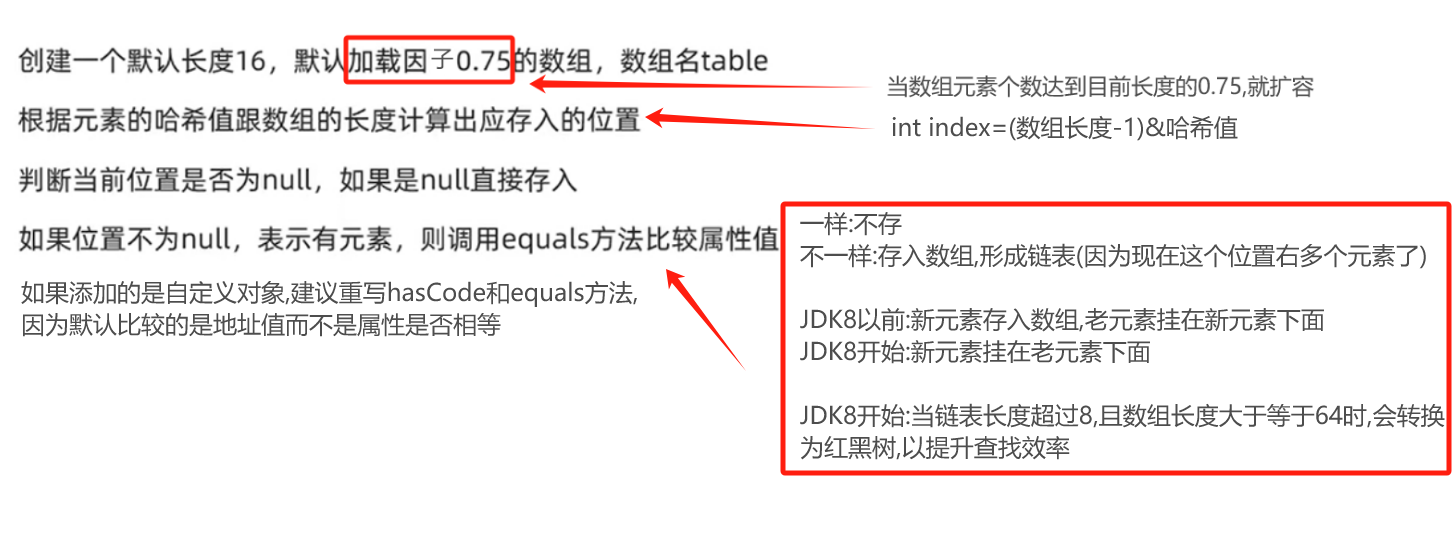 创建一个默认长度16，默认加载因子0.75的数组，数组名table
当数组元素个数达到目前长度的0.75,就扩容
根据元素的哈希值跟数组的长度计算出应存入的位置
int index=(数组长度-1)&哈希值
判断当前位置是否为null，如果是null直接存入
如果位置不为null，表示有元素，则调用equals方法比较属性值
如果添加的是自定义对象,建议重写hasCode和equals方法,
因为默认比较的是地址值而不是属性是否相等
一样:不存
不一样:存入数组,形成链表(因为现在这个位置右多个元素了)
JDK8以前:新元素存入数组,老元素挂在新元素下面
JDK8开始:新元素挂在老元素下面
JDK8开始:当链表长度超过8,且数组长度大于等于64时,会转换
为红黑树,以提升查找效率